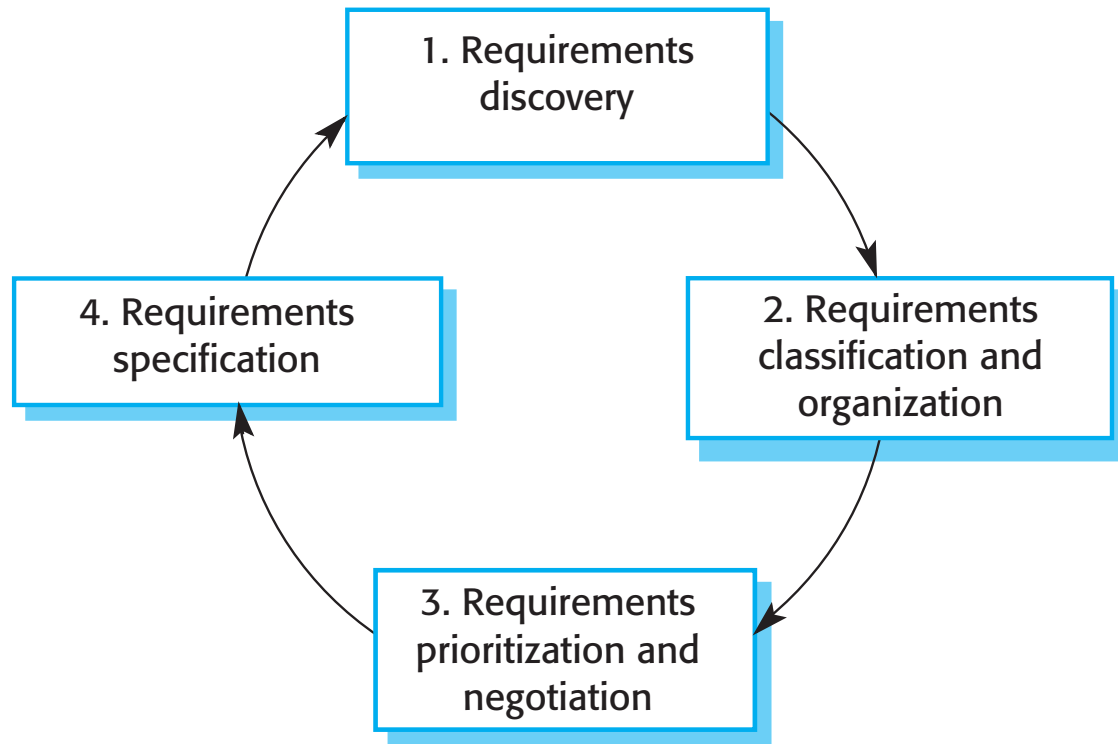 1. Requirements
discovery
2. Requirements
classification and
organization
3. Requirements
prioritization and
negotiation
4. Requirements
specification